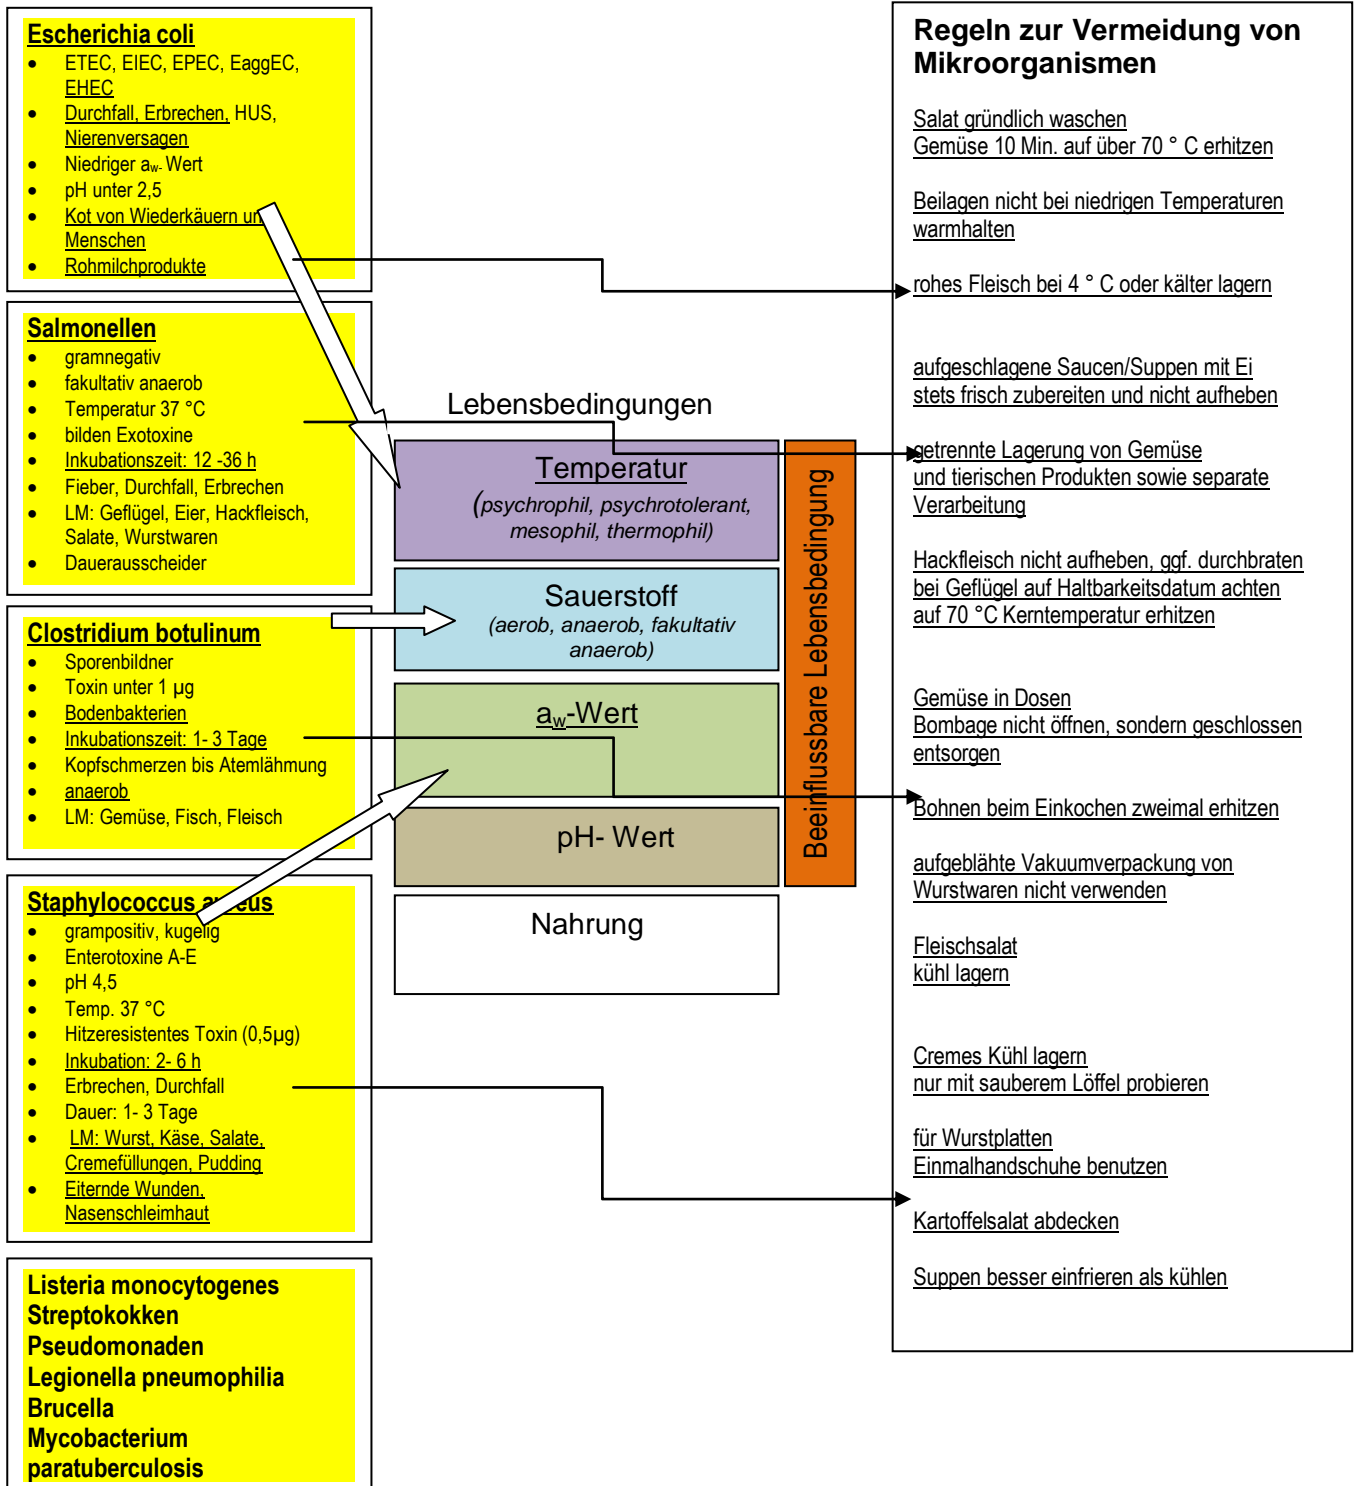 Escherichia coli
• ETEC, EIEC, EPEC, EaggEC,
EHEC
• Durchfall, Erbrechen, HUS,
Nierenversagen
• Niedriger aw- Wert
• pH unter 2,5
• Kot von Wiederkäuern
Menschen
• Rohmilchprodukte
Salmonellen
• gramnegativ
• fakultativ anaerob
• Temperatur 37 °C
• bilden Exotoxine
• Inkubationszeit: 12 -36 h
• Fieber, Durchfall, Erbrechen
• LM: Geflügel, Eier, Hackfleisch,
Salate, Wurstwaren
• Dauerausscheider
Clostridium botulinum
• Sporenbildner
• Toxin unter 1 µg
• Bodenbakterien
• Inkubationszeit: 1- 3 Tage
• Kopfschmerzen bis Atemlähmung
• anaerob
• LM: Gemüse, Fisch, Fleisch
Staphylococcus aureus
• grampositiv, kugelig
• Enterotoxine A-E
• pH 4,5
• Temp. 37 °C
• Hitzeresistentes Toxin (0,5µg)
• Inkubation: 2- 6 h
• Erbrechen, Durchfall
• Dauer: 1- 3 Tage
• LM: Wurst, Käse, Salate,
Cremefüllungen, Pudding
• Eiternde Wunden,
Nasenschleimhaut
Listeria monocytogenes
Streptokokken
Pseudomonaden
Legionella pneumophilia
Brucella
Mycobacterium
paratuberculosis
Lebensbedingungen
Temperatur
(psychrophil, psychrotolerant,
mesophil, thermophil)
Sauerstoff
(aerob, anaerob, fakultativ
anaerob)
aw-Wert
pH- Wert
Nahrung
Beeinflussbare Lebensbedingung
Regeln zur Vermeidung von
Mikroorganismen
Salat gründlich waschen
Gemüse 10 Min. auf über 70 ° C erhitzen
Beilagen nicht bei niedrigen Temperaturen
warmhalten
rohes Fleisch bei 4 ° C oder kälter lagern
aufgeschlagene Saucen/Suppen mit Ei
stets frisch zubereiten und nicht aufheben
getrennte Lagerung von Gemüse
und tierischen Produkten sowie separate
Verarbeitung
Hackfleisch nicht aufheben, ggf. durchbraten
bei Geflügel auf Haltbarkeitsdatum achten
auf 70 °C Kerntemperatur erhitzen
Gemüse in Dosen
Bombage nicht öffnen, sondern geschlossen
entsorgen
Bohnen beim Einkochen zweimal erhitzen
aufgeblähte Vakuumverpackung von
Wurstwaren nicht verwenden
Fleischsalat
kühl lagern
Cremes Kühl lagern
nur mit sauberem Löffel probieren
für Wurstplatten
Einmalhandschuhe benutzen
Kartoffelsalat abdecken
Suppen besser einfrieren als kühlen